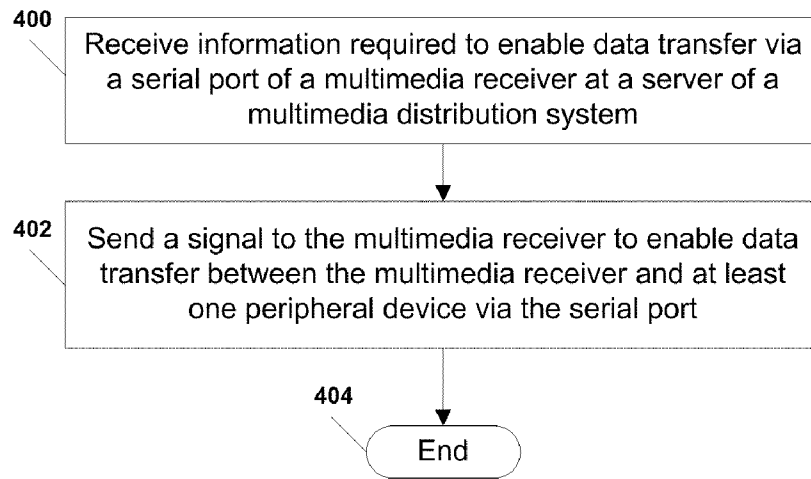 400
Receive information required to enable data transfer via
a serial port of a multimedia receiver at a server of a
multimedia distribution system
402
Send a signal to the multimedia receiver to enable data
transfer between the multimedia receiver and at least
one peripheral device via the serial port
404
End